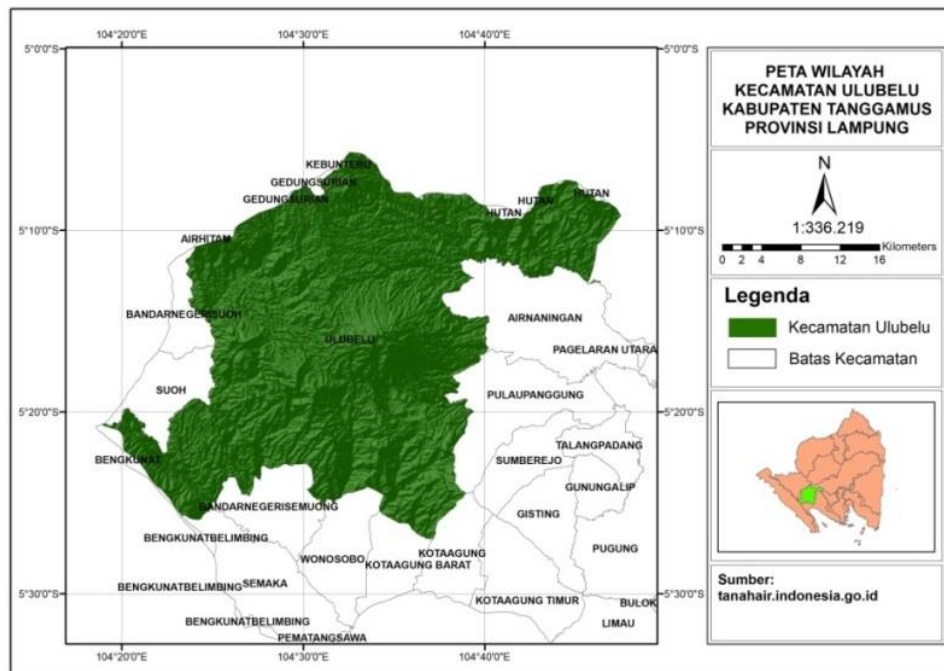 104°20'0"E
104°30'0"E
104°40'0"E
5°0'0"S
5°0'0"S
KEBUNTEBU
GEDUNGSURIAN
GEDUNGSURIAN
HUTAN
HUTAN
HUTAN
5°10'0"S
5°10'0"S
AIRHITAM
BANDARNEGERISUOH
AIRNANINGAN
ULUBELU
PAGELARAN UTARA
SUOH
PULAUPANGGUNG
5°20'0"S
5°20'0"S
TALANGPADANG
BENGKUNAT
SUMBEREJO
GUNUNGALIP
BANDARNEGERISEMUONG
GISTING
BENGKUNATBELIMBING
PUGUNG
WONOSOBO
KOTAAGUNG
KOTAAGUNG BARAT
BENGKUNATBELIMBING
SEMAKA
5°30'0"S
5°30'0"S
KOTAAGUNG TIMUR
BULOK
BENGKUNATBELIMBING
LIMAU
PEMATANGSAWA
104°20'0"E
104°30'0"E
104°40'0"E
PETA WILAYAH
KECAMATAN ULUBELU
KABUPATEN TANGGAMUS
PROVINSI LAMPUNG
N
1:336.219
Kilometers
0 2 4 8 12 16
Legenda
Kecamatan Ulubelu
Batas Kecamatan
Sumber:
tanahair.indonesia.go.id